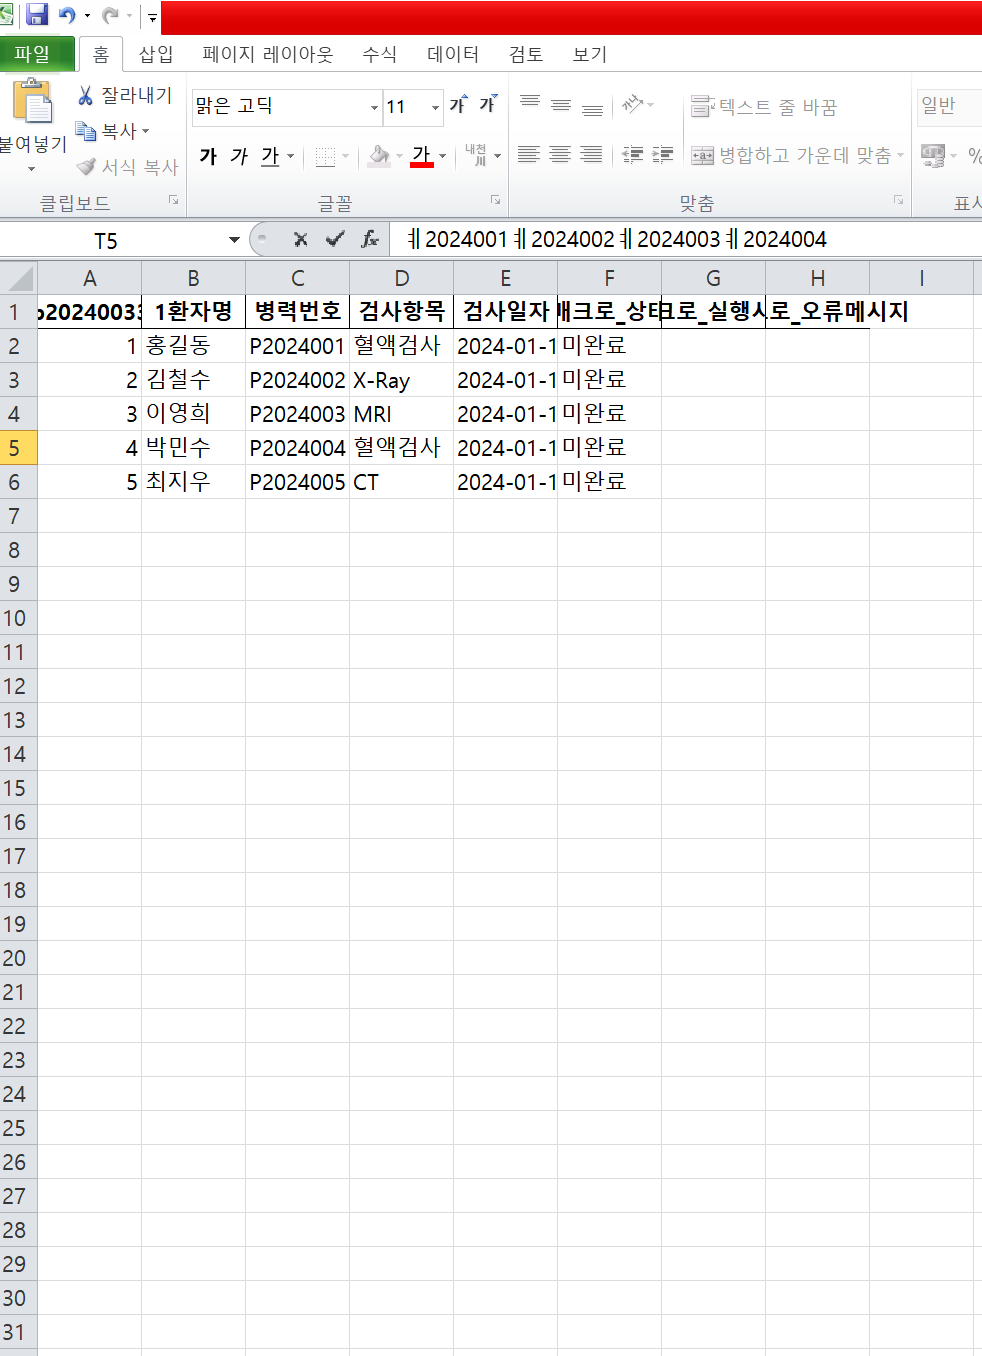 파일 홈 삽입 페이지 레이아웃 수식 데이터 검토 보기
잘라내기
복사
서식 복사
붙여넣기
클립보드
맑은 고딕 11 가 가
가 가 가 가 내천 川
글꼴
텍스트 줄 바꿈
병합하고 가운데 맞춤
맞춤
일반
%
T5 fx ㅖ2024001ㅖ2024002ㅖ2024003ㅖ2024004
A B C D E F G H I
1 p20240033 1환자명 병력번호 검사항목 검사일자 매크로_상태 크로_실행시 로_오류메시지
2 1 홍길동 P2024001 혈액검사 2024-01-1 미완료
3 2 김철수 P2024002 X-Ray 2024-01-1 미완료
4 3 이영희 P2024003 MRI 2024-01-1 미완료
5 4 박민수 P2024004 혈액검사 2024-01-1 미완료
6 5 최지우 P2024005 CT 2024-01-1 미완료
7
8
9
10
11
12
13
14
15
16
17
18
19
20
21
22
23
24
25
26
27
28
29
30
31